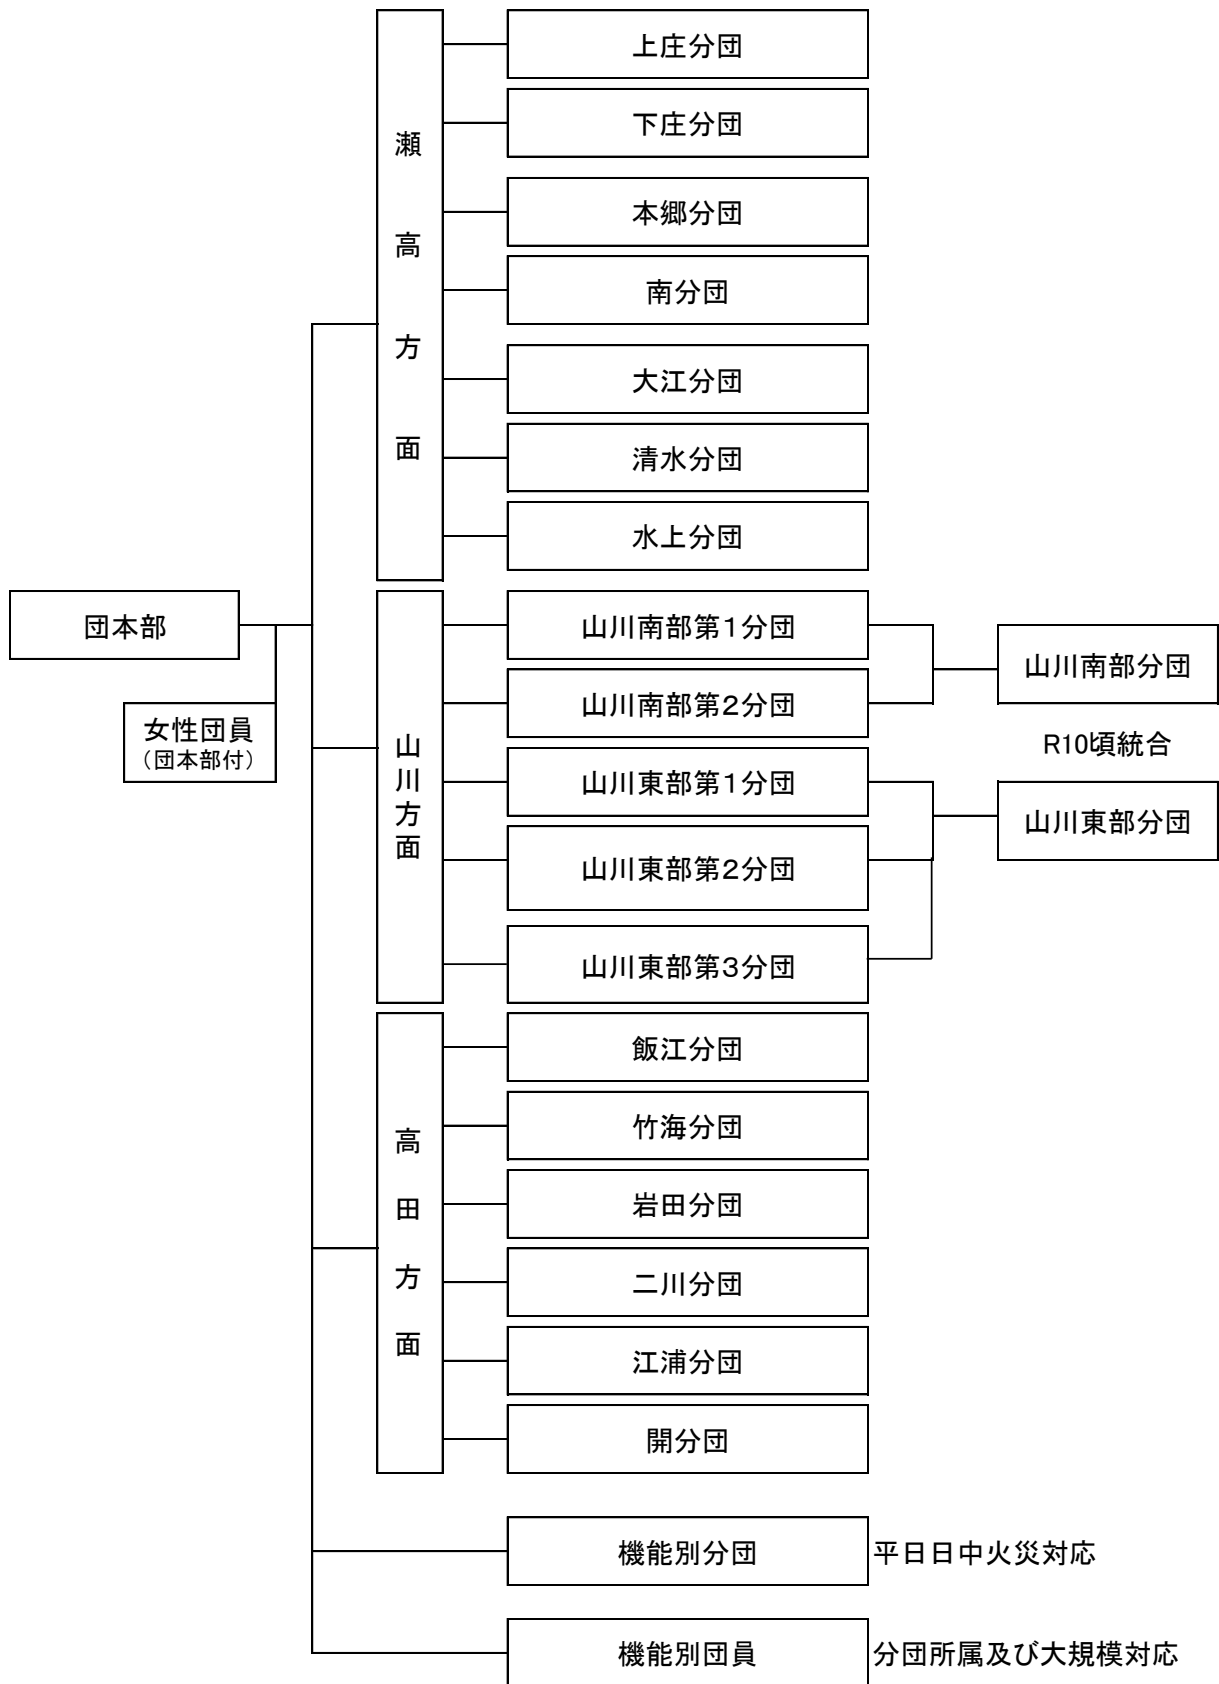 団本部
女性団員
（団本部付）
瀬高方面
上庄分団
下庄分団
本郷分団
南分団
大江分団
清水分団
水上分団
山川方面
山川南部第１分団
山川南部第２分団
山川東部第１分団
山川東部第２分団
山川東部第３分団
山川南部分団
R10頃統合
山川東部分団
高田方面
飯江分団
竹海分団
岩田分団
二川分団
江浦分団
開分団
機能別分団
平日日中火災対応
機能別団員
分団所属及び大規模対応